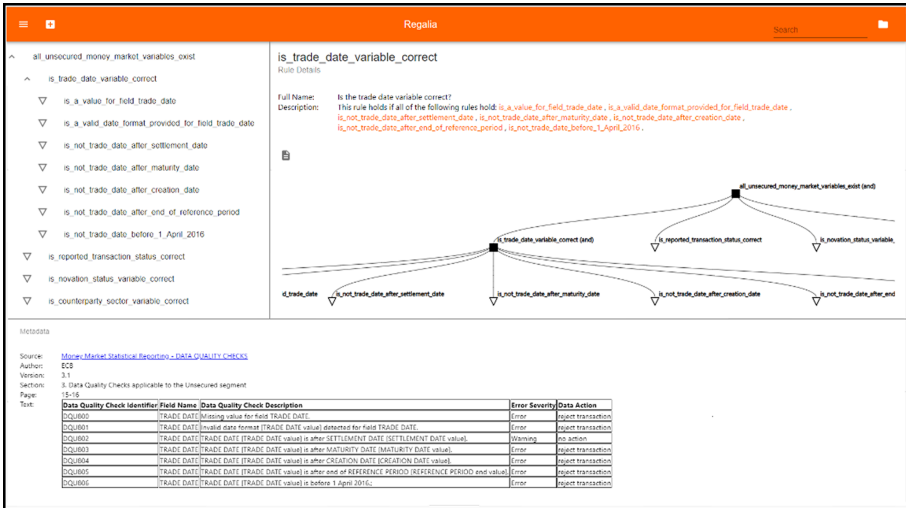 Regalia
Search
all_unsecured_money_market_variables_exist
is_trade_date_variable_correct
is_a_value_for_field_trade_date
is_a_valid_date_format_provided_for_field_trade_date
is_not_trade_date_after_settlement_date
is_not_trade_date_after_maturity_date
is_not_trade_date_after_creation_date
is_not_trade_date_after_end_of_reference_period
is_not_trade_date_before_1_April_2016
is_reported_transaction_status_correct
is_novation_status_variable_correct
is_counterparty_sector_variable_correct
is_trade_date_variable_correct
Rule Details
Full Name: Is the trade date variable correct?
Description: This rule holds if all of the following rules hold: is_a_value_for_field_trade_date , is_a_valid_date_format_provided_for_field_trade_date ,
is_not_trade_date_after_settlement_date , is_not_trade_date_after_maturity_date , is_not_trade_date_after_creation_date ,
is_not_trade_date_after_end_of_reference_period , is_not_trade_date_before_1_April_2016 .
all_unsecured_money_market_variables_exist (and)
is_trade_date_variable_correct (and) is_reported_transaction_status_correct is_novation_status_variable_
d_trade_date is_not_trade_date_after_settlement_date is_not_trade_date_after_maturity_date is_not_trade_date_after_creation_date is_not_trade_date_after_end
Metadata
Source: Money Market Statistical Reporting - DATA QUALITY CHECKS
Author: ECB
Version: 3.1
Section: 3. Data Quality Checks applicable to the Unsecured segment
Page: 15-16
Text: Data Quality Check Identifier Field Name Data Quality Check Description Error Severity Data Action
DQU800 TRADE DATE Missing value for field TRADE DATE. Error reject transaction
DQU801 TRADE DATE Invalid date format [TRADE DATE value] detected for field TRADE DATE. Error reject transaction
DQU802 TRADE DATE TRADE DATE [TRADE DATE value] is after SETTLEMENT DATE [SETTLEMENT DATE value]. Warning no action
DQU803 TRADE DATE TRADE DATE [TRADE DATE value] is after MATURITY DATE [MATURITY DATE value]. Error reject transaction
DQU804 TRADE DATE TRADE DATE [TRADE DATE value] is after CREATION DATE [CREATION DATE value]. Error reject transaction
DQU805 TRADE DATE TRADE DATE [TRADE DATE value] is after end of REFERENCE PERIOD [REFERENCE PERIOD end value]. Error reject transaction
DQU806 TRADE DATE TRADE DATE [TRADE DATE value] is before 1 April 2016.; Error reject transaction